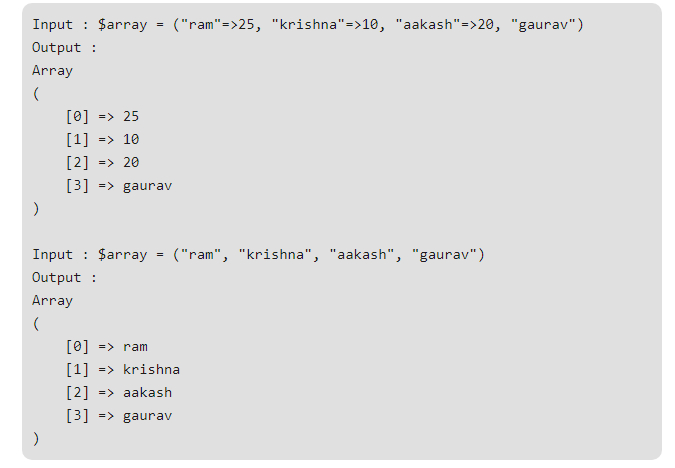 Input : $array = ("ram"=>25, "krishna"=>10, "aakash"=>20, "gaurav")
Output :
Array
(
    [0] => 25
    [1] => 10
    [2] => 20
    [3] => gaurav
)

Input : $array = ("ram", "krishna", "aakash", "gaurav")
Output :
Array
(
    [0] => ram
    [1] => krishna
    [2] => aakash
    [3] => gaurav
)